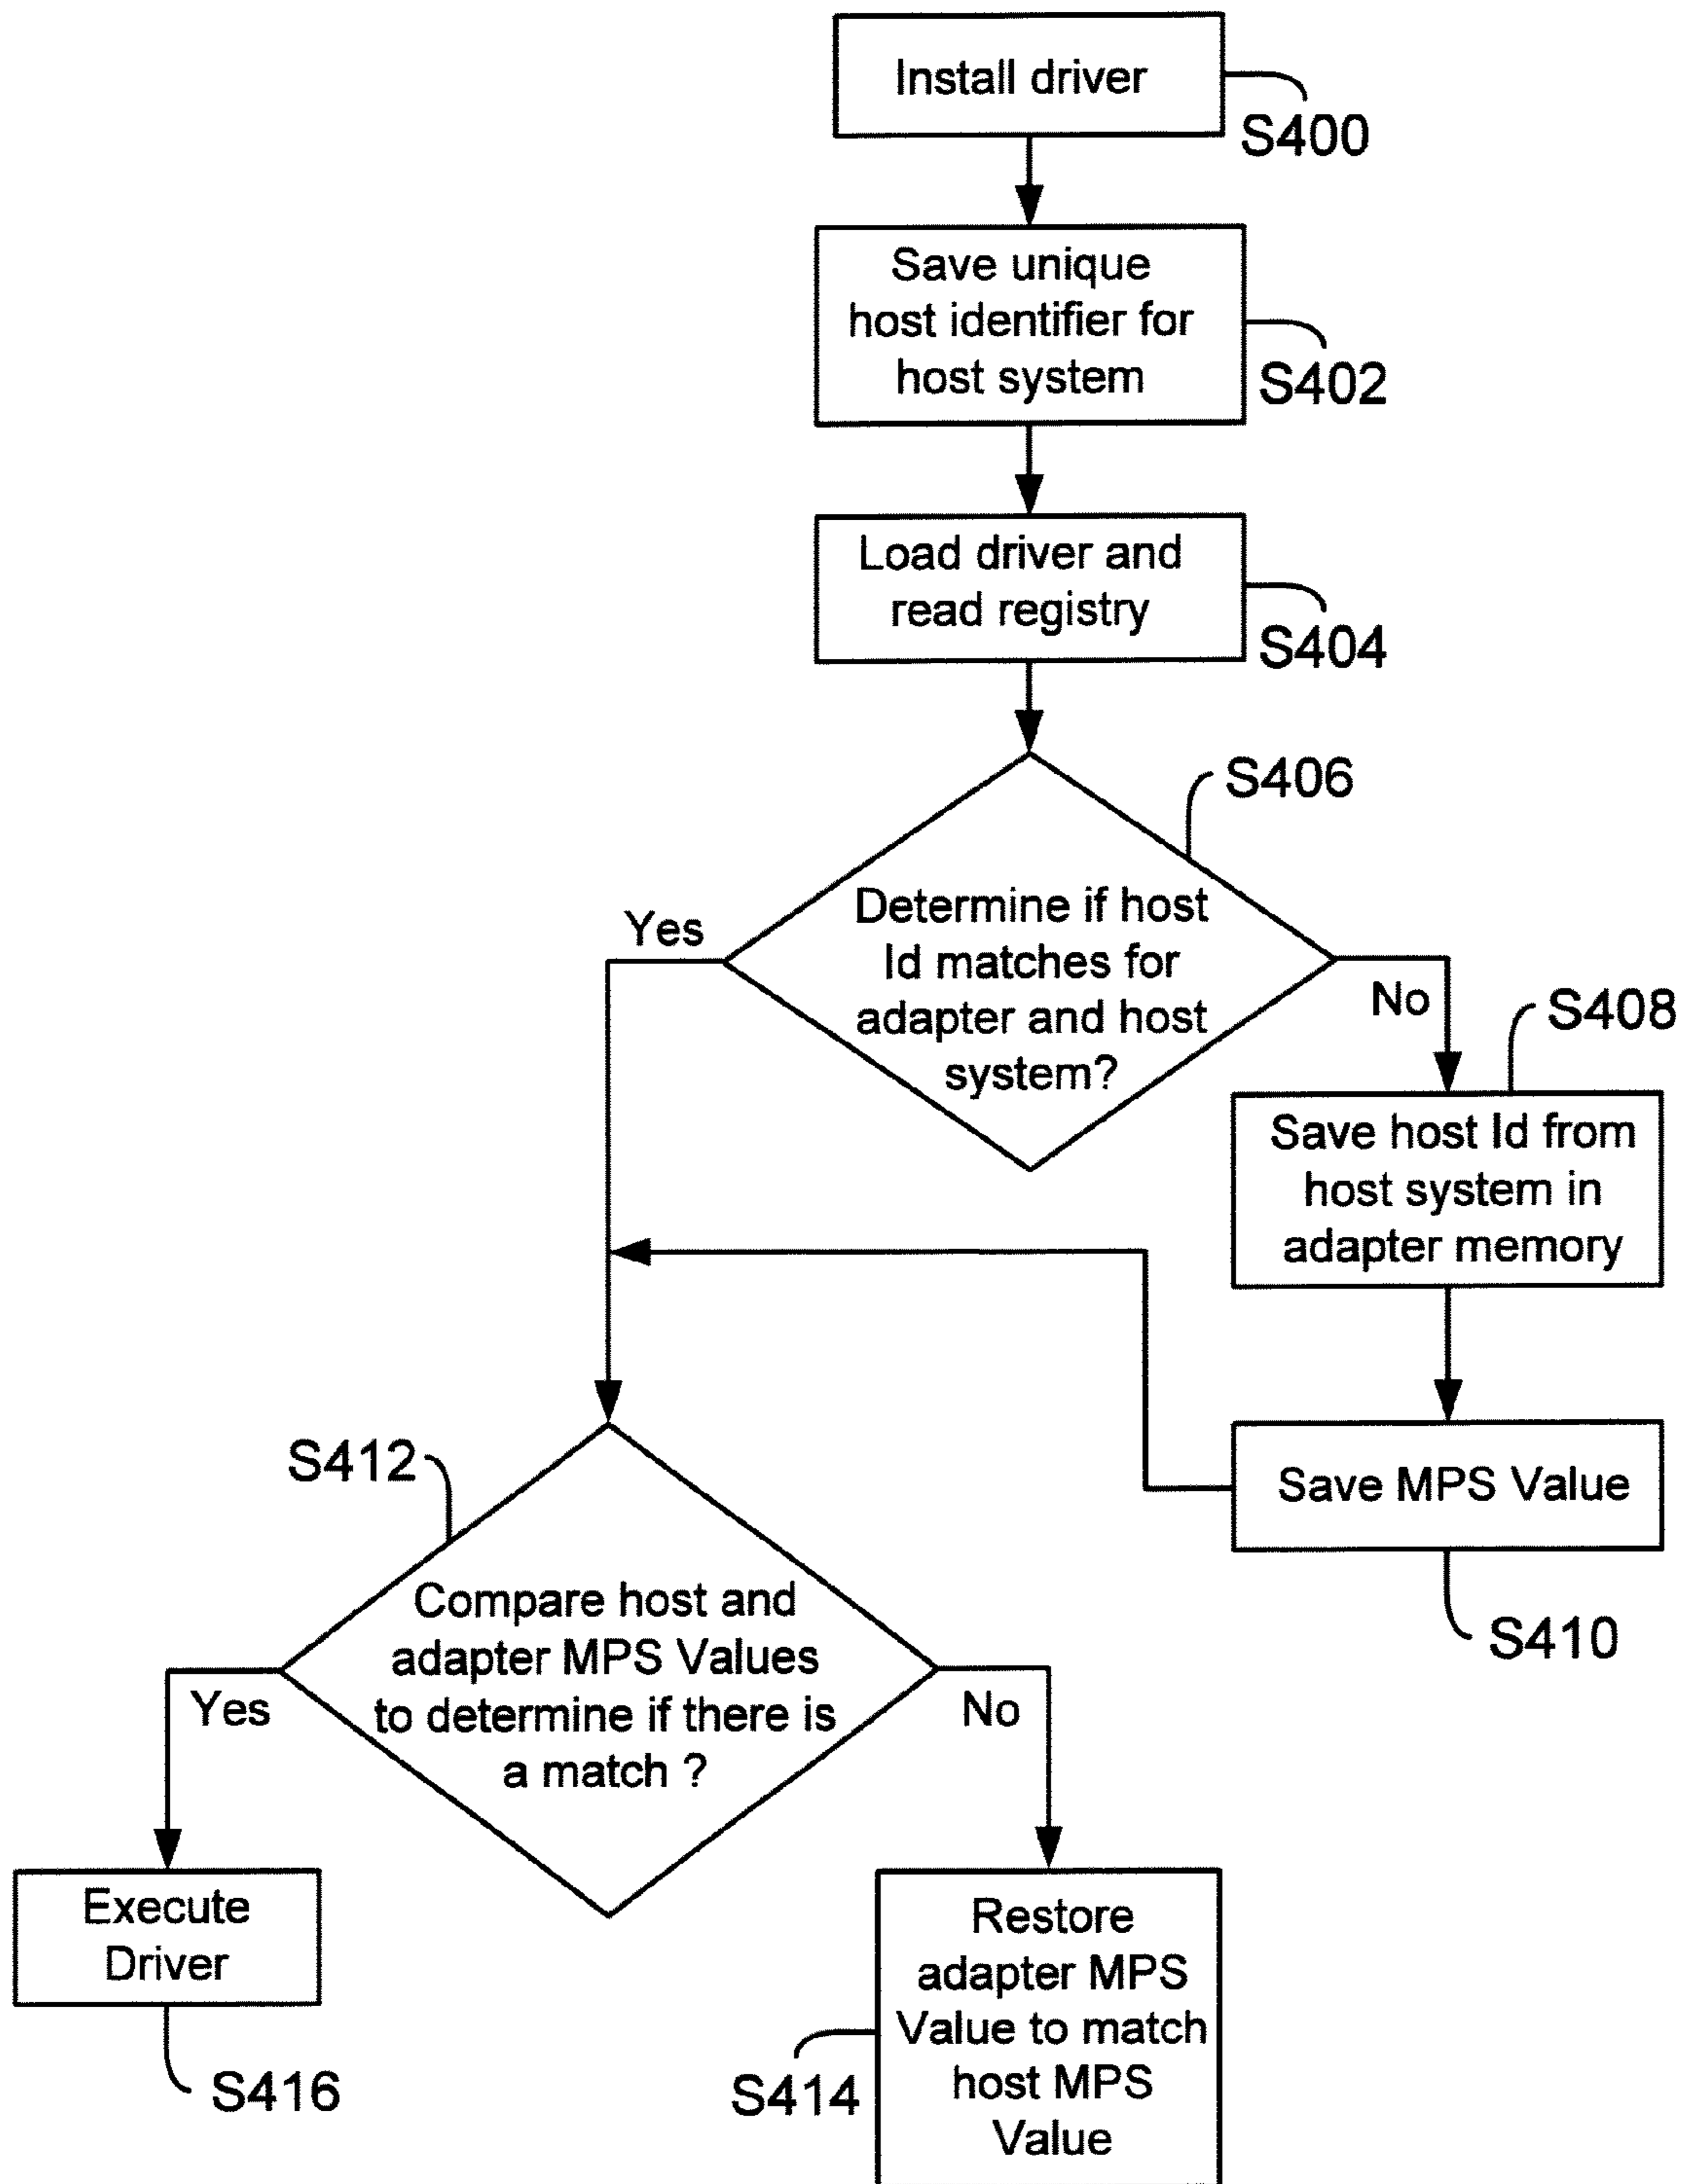 Install driver
S400
Save unique
host identifier for
host system
S402
Load driver and
read registry
S404
S406
Determine if host
Id matches for
adapter and host
system?
Yes
No
S408
Save host Id from
host system in
adapter memory
Save MPS Value
S410
S412
Compare host and
adapter MPS Values
to determine if there is
a match ?
Yes
No
Execute
Driver
S416
Restore
adapter MPS
Value to match
host MPS
Value
S414